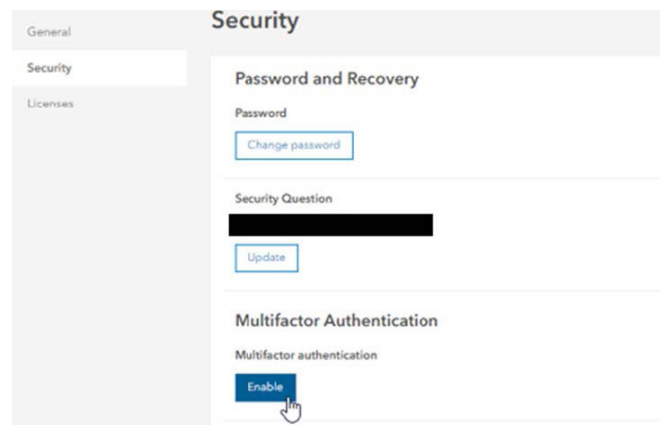 General
Security
Licenses
Security
Password and Recovery
Password
Change password
Security Question
Update
Multifactor Authentication
Multifactor authentication
Enable